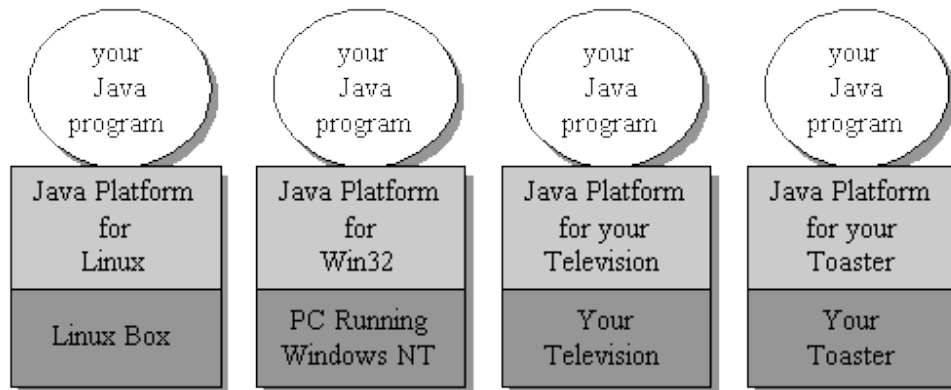 your
Java
program
Java Platform
for
Linux
Linux Box
your
Java
program
Java Platform
for
Win32
PC Running
Windows NT
your
Java
program
Java Platform
for your
Television
Your
Television
your
Java
program
Java Platform
for your
Toaster
Your
Toaster